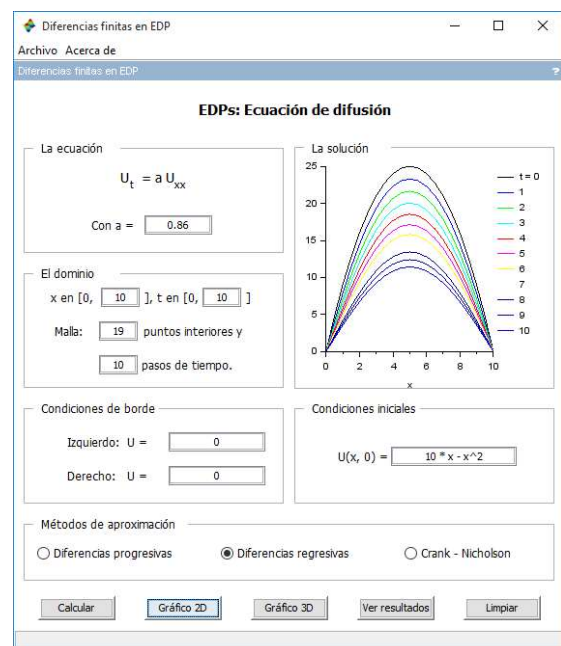 Diferencias finitas en EDP
Archivo Acerca de
Diferencias finitas en EDP ?
EDPs: Ecuación de difusión
La ecuación
U_t = a U_xx
Con a = 0.86
El dominio
x en [0, 10 ], t en [0, 10 ]
Malla: 19 puntos interiores y
10 pasos de tiempo.
La solución
25
20
15
10
5
0
0 2 4 6 8 10
x
t = 0
1
2
3
4
5
6
7
8
9
10
Condiciones de borde
Izquierdo: U = 0
Derecho: U = 0
Condiciones iniciales
U(x, 0) = 10 * x - x^2
Métodos de aproximación
Diferencias progresivas
Diferencias regresivas
Crank - Nicholson
Calcular
Gráfico 2D
Gráfico 3D
Ver resultados
Limpiar